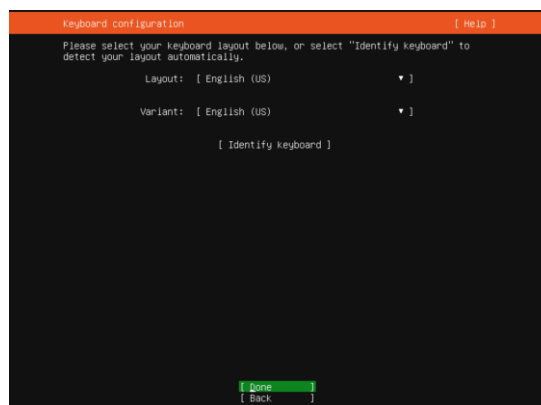 Keyboard configuration [ Help ]
Please select your keyboard layout below, or select "Identify keyboard" to
detect your layout automatically.
Layout: [ English (US) ▾ ]
Variant: [ English (US) ▾ ]
[ Identify keyboard ]
[ Done ]
[ Back ]